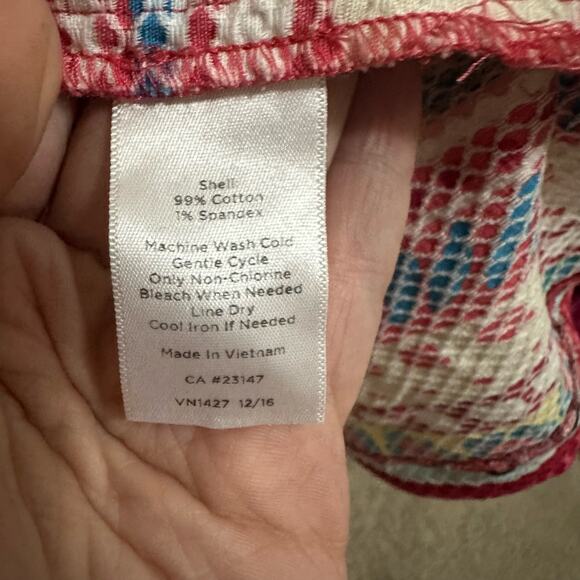 Shell
99% Cotton
1% Spandex
Machine Wash Cold
Gentle Cycle
Only Non-Chlorine
Bleach When Needed
Line Dry
Cool Iron If Needed
Made In Vietnam
CA #23147
VN1427 12/16